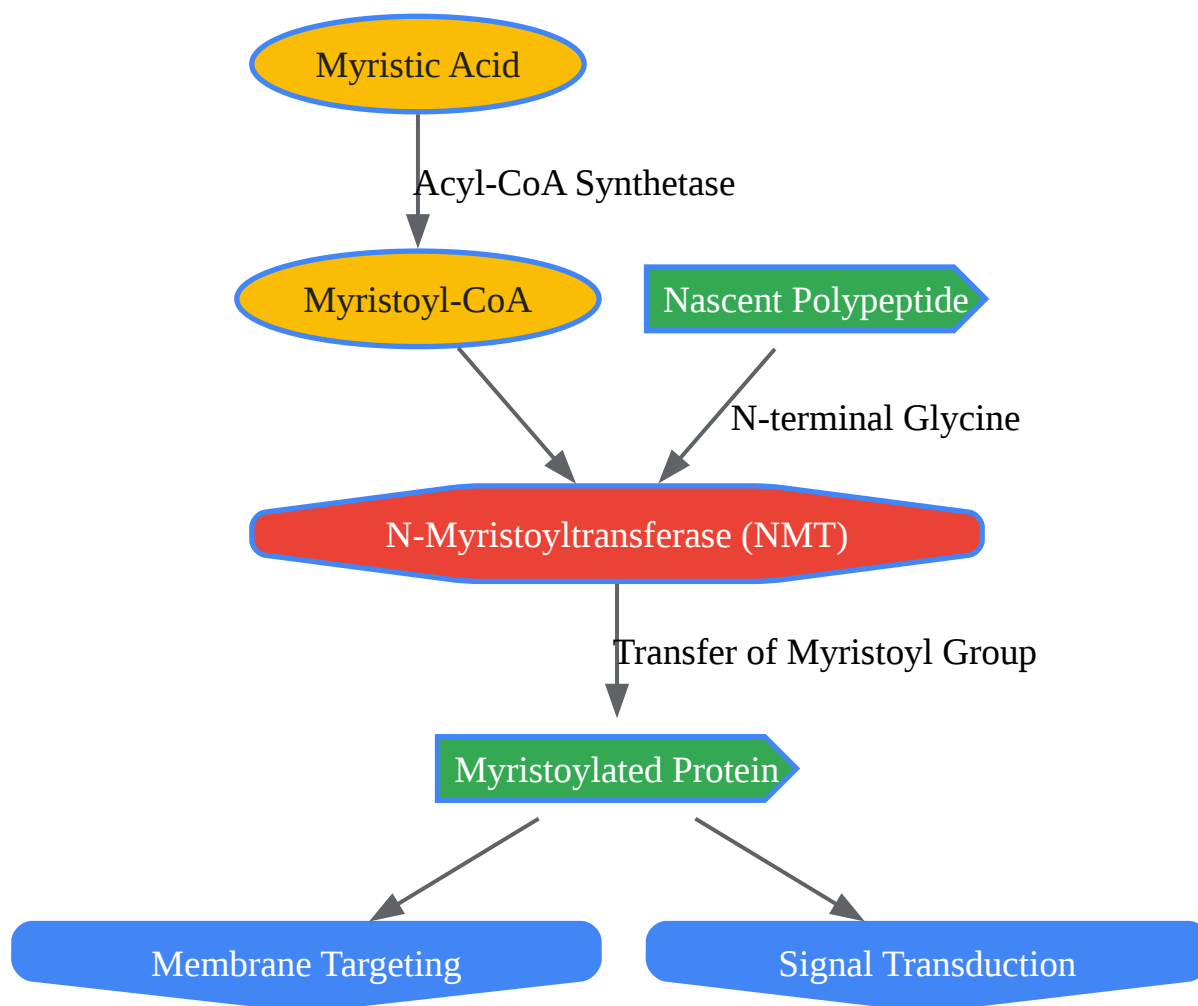 Myristic Acid
Acyl-CoA Synthetase
Myristoyl-CoA
Nascent Polypeptide
N-terminal Glycine
N-Myristoyltransferase (NMT)
Transfer of Myristoyl Group
Myristoylated Protein
Membrane Targeting
Signal Transduction